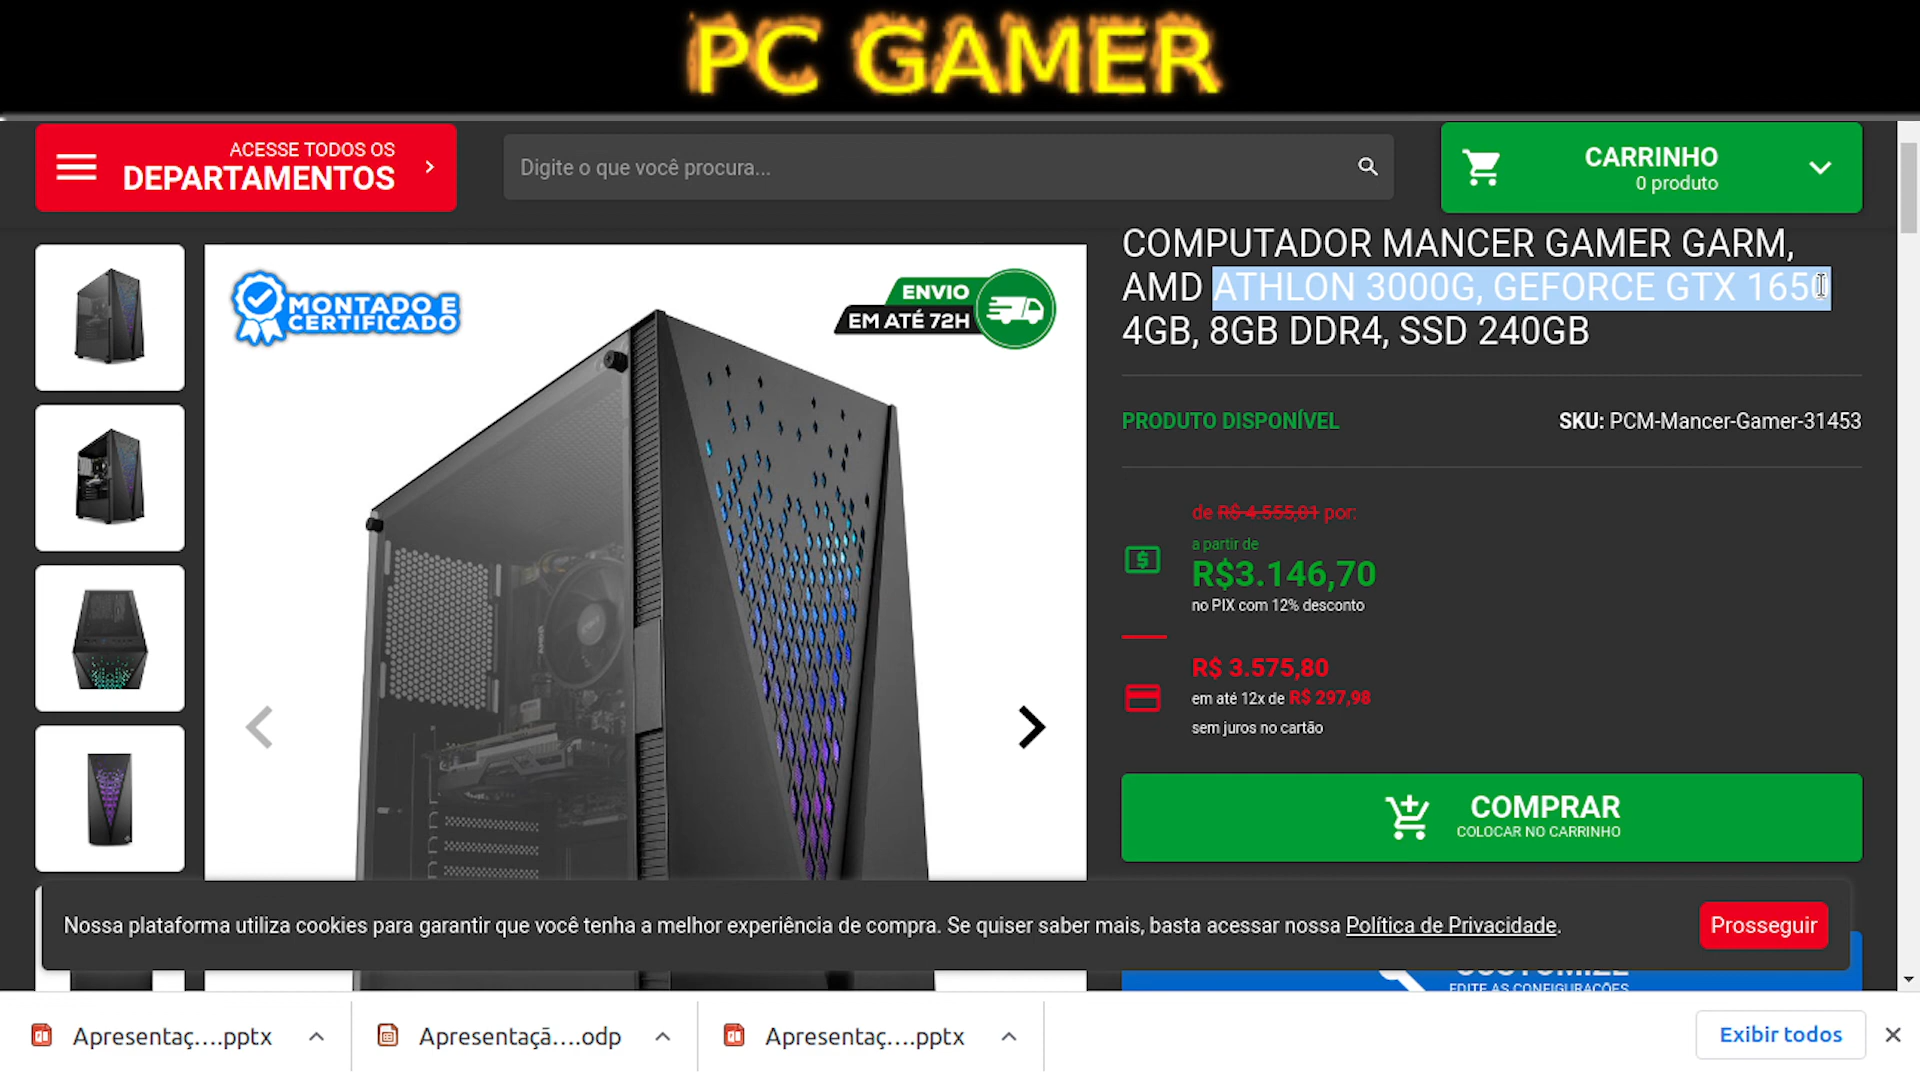 PC GAMER
ACESSE TODOS OS
DEPARTAMENTOS
Digite o que você procura...
CARRINHO
0 produto
MONTADO E
CERTIFICADO
ENVIO
EM ATÉ 72H
COMPUTADOR MANCER GAMER GARM,
AMD ATHLON 3000G, GEFORCE GTX 1650
4GB, 8GB DDR4, SSD 240GB
PRODUTO DISPONÍVEL
SKU: PCM-Mancer-Gamer-31453
de R$ 4.555,01 por:
a partir de
R$3.146,70
no PIX com 12% desconto
R$ 3.575,80
em até 12x de R$ 297,98
sem juros no cartão
COMPRAR
COLOCAR NO CARRINHO
Nossa plataforma utiliza cookies para garantir que você tenha a melhor experiência de compra. Se quiser saber mais, basta acessar nossa Política de Privacidade.
Prosseguir
CUSTOMIZE
EDITE AS CONFIGURAÇÕES
Apresentaç....pptx
Apresentaçã....odp
Apresentaç....pptx
Exibir todos